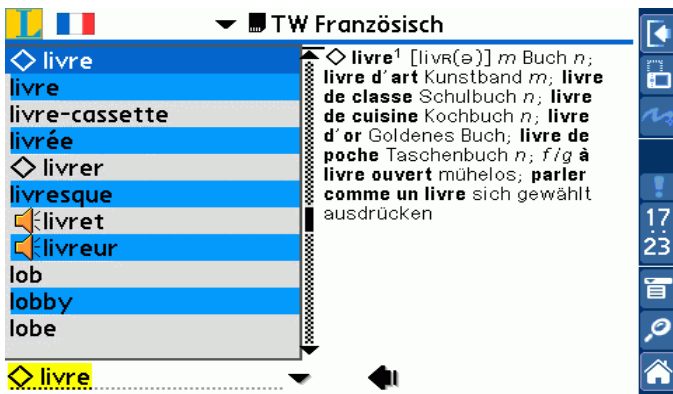 L
TW Französisch
livre
livre
livre-cassette
livrée
livrer
livresque
livret
livreur
lob
lobby
lobe
livre
livre¹ [livʀ(ə)] m Buch n;
livre d'art Kunstband m; livre
de classe Schulbuch n; livre
de cuisine Kochbuch n; livre
d'or Goldenes Buch; livre de
poche Taschenbuch n; fig à
livre ouvert mühelos; parler
comme un livre sich gewählt
ausdrücken
!
17
:
23